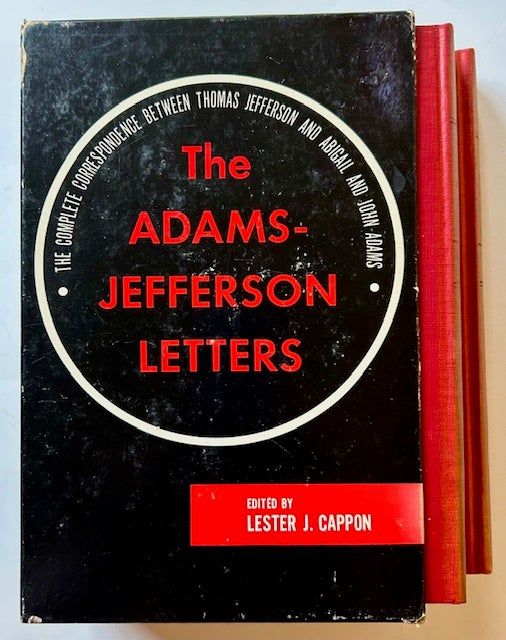 • THE COMPLETE CORRESPONDENCE BETWEEN THOMAS JEFFERSON AND ABIGAIL AND JOHN ADAMS •
The
ADAMS-
JEFFERSON
LETTERS
EDITED BY
LESTER J. CAPPON